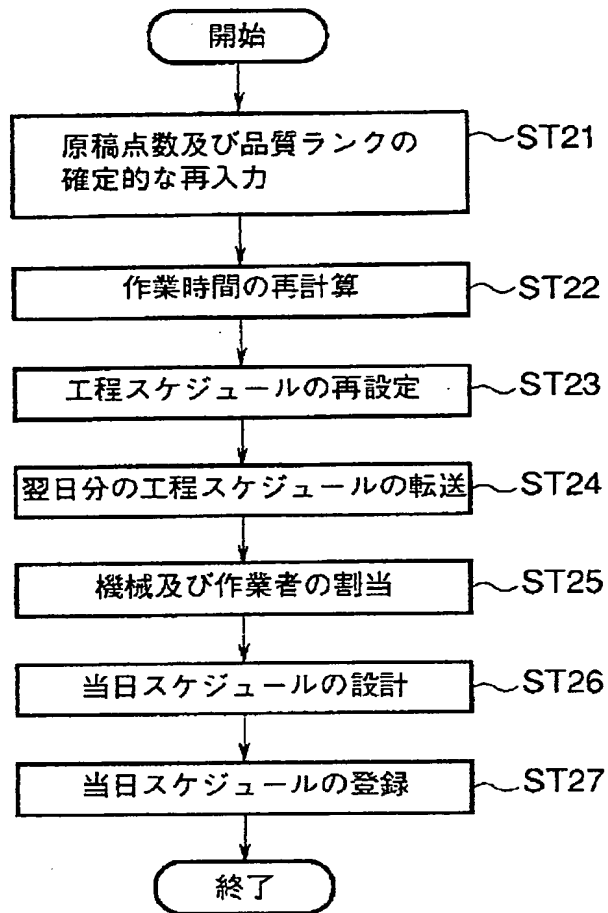 開始
原稿点数及び品質ランクの
確定的な再入力
ST21
作業時間の再計算
ST22
工程スケジュールの再設定
ST23
翌日分の工程スケジュールの転送
ST24
機械及び作業者の割当
ST25
当日スケジュールの設計
ST26
当日スケジュールの登録
ST27
終了